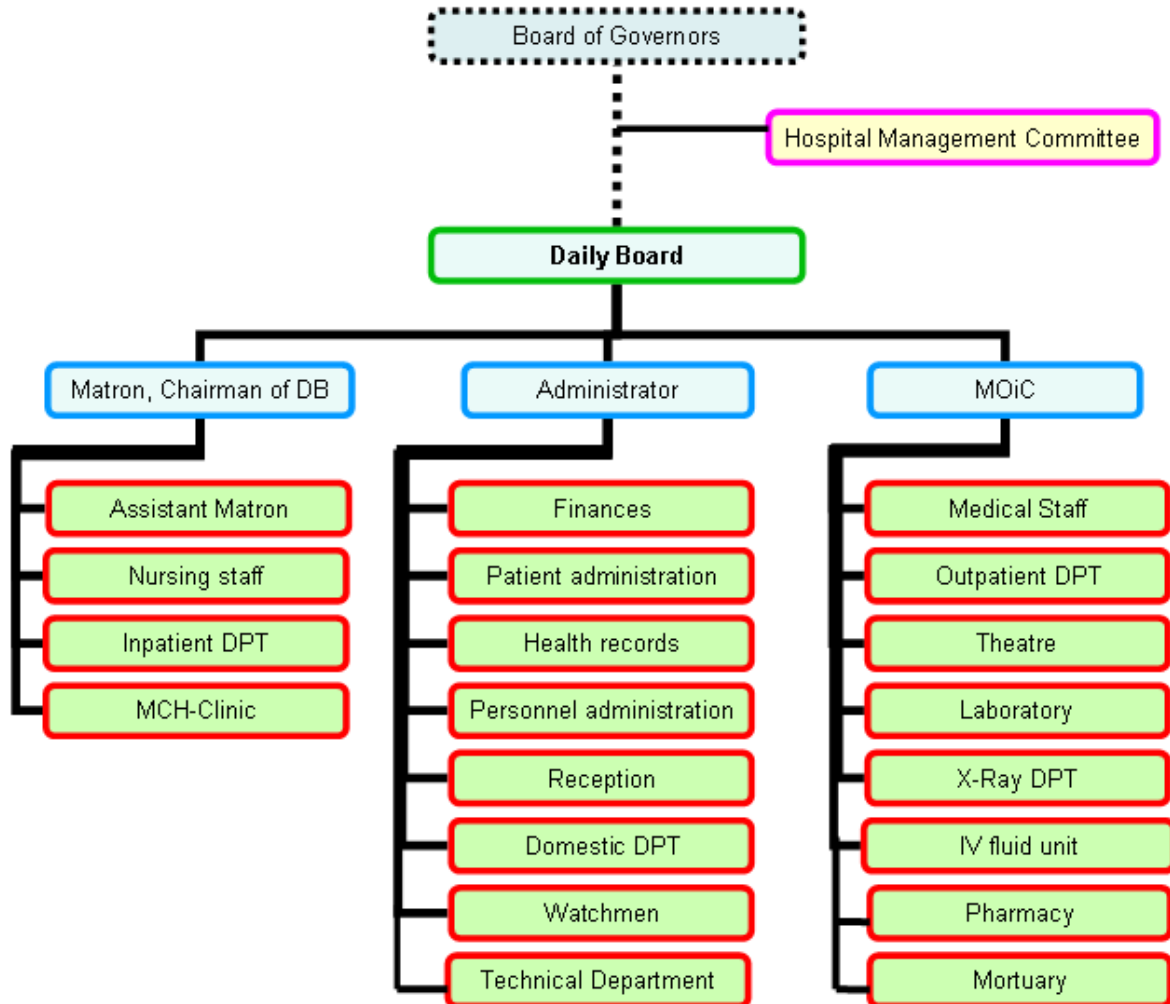 Board of Governors
Hospital Management Committee
Daily Board
Matron, Chairman of DB
Administrator
MOiC
Assistant Matron
Finances
Medical Staff
Nursing staff
Patient administration
Outpatient DPT
Inpatient DPT
Health records
Theatre
MCH-Clinic
Personnel administration
Laboratory
Reception
X-Ray DPT
Domestic DPT
IV fluid unit
Watchmen
Pharmacy
Technical Department
Mortuary